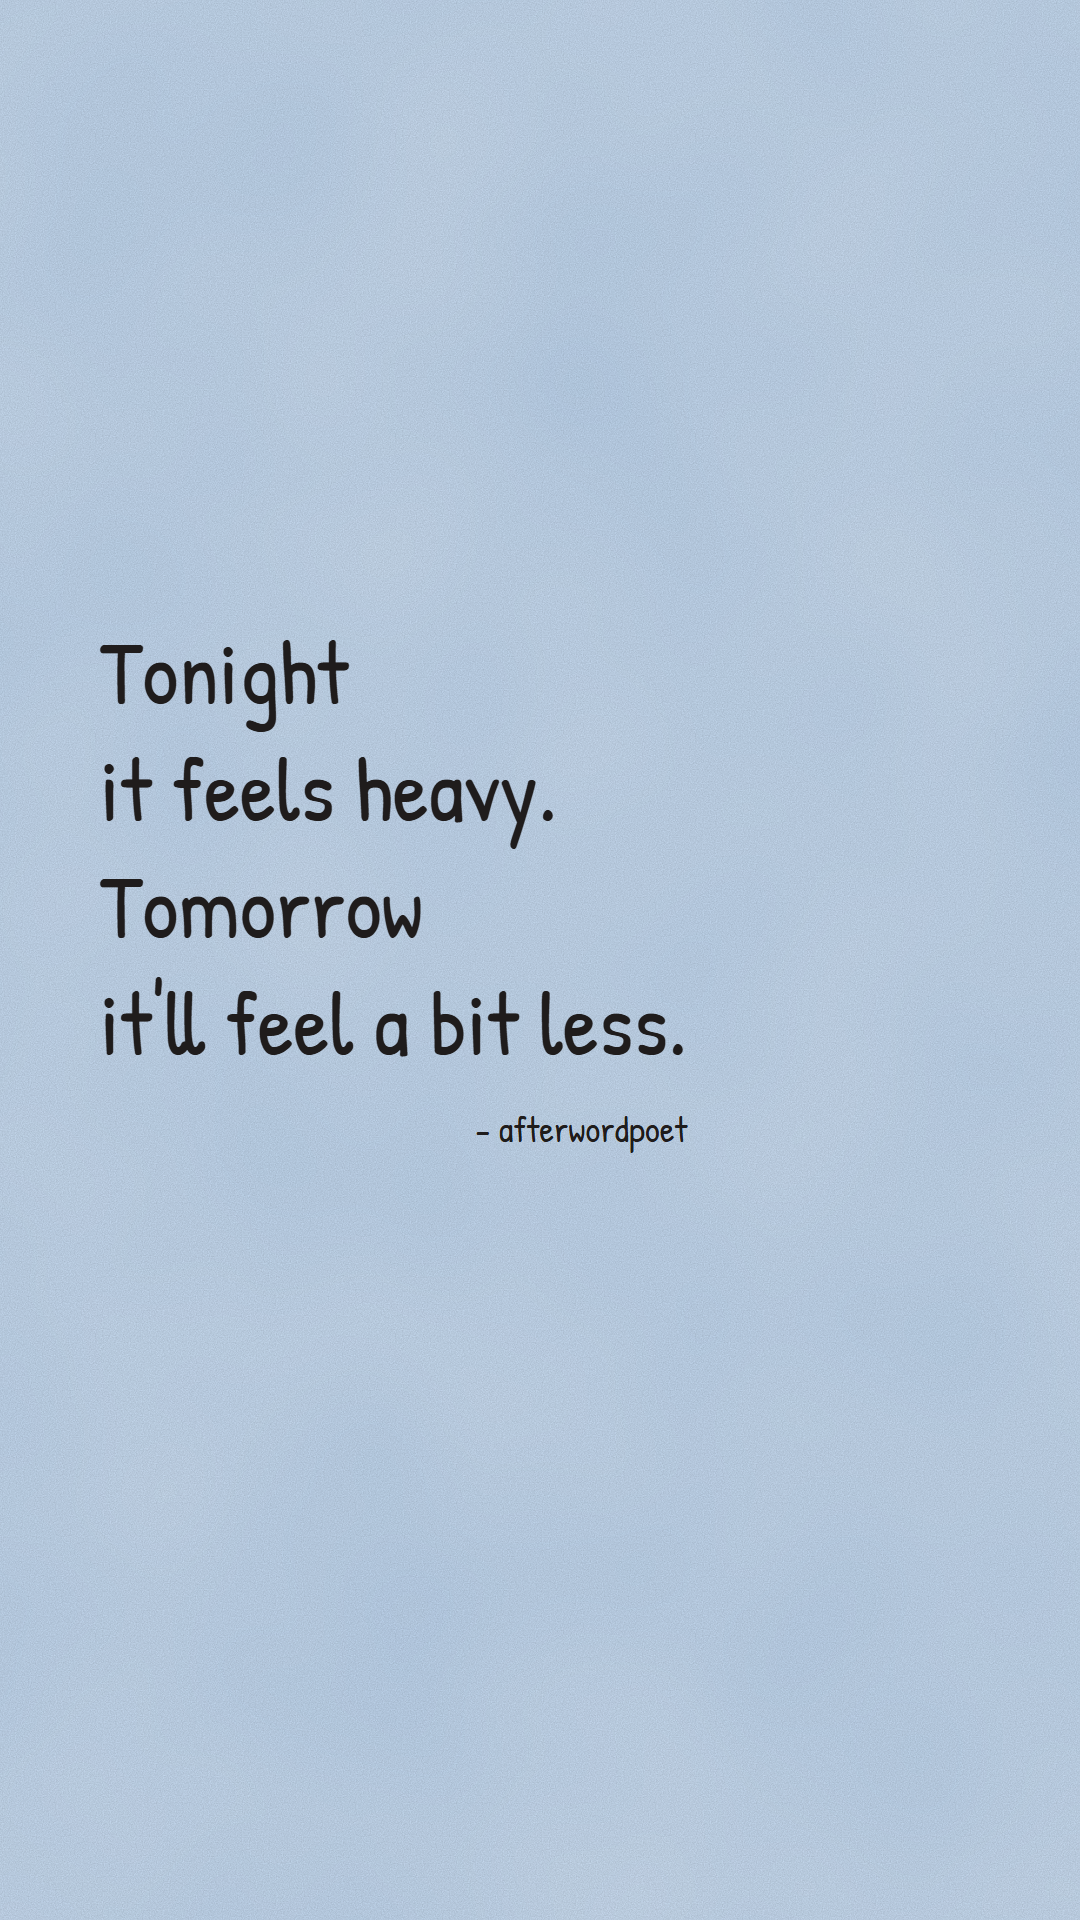 Tonight
it feels heavy.
Tomorrow
it'll feel a bit less.
- afterwordpoet